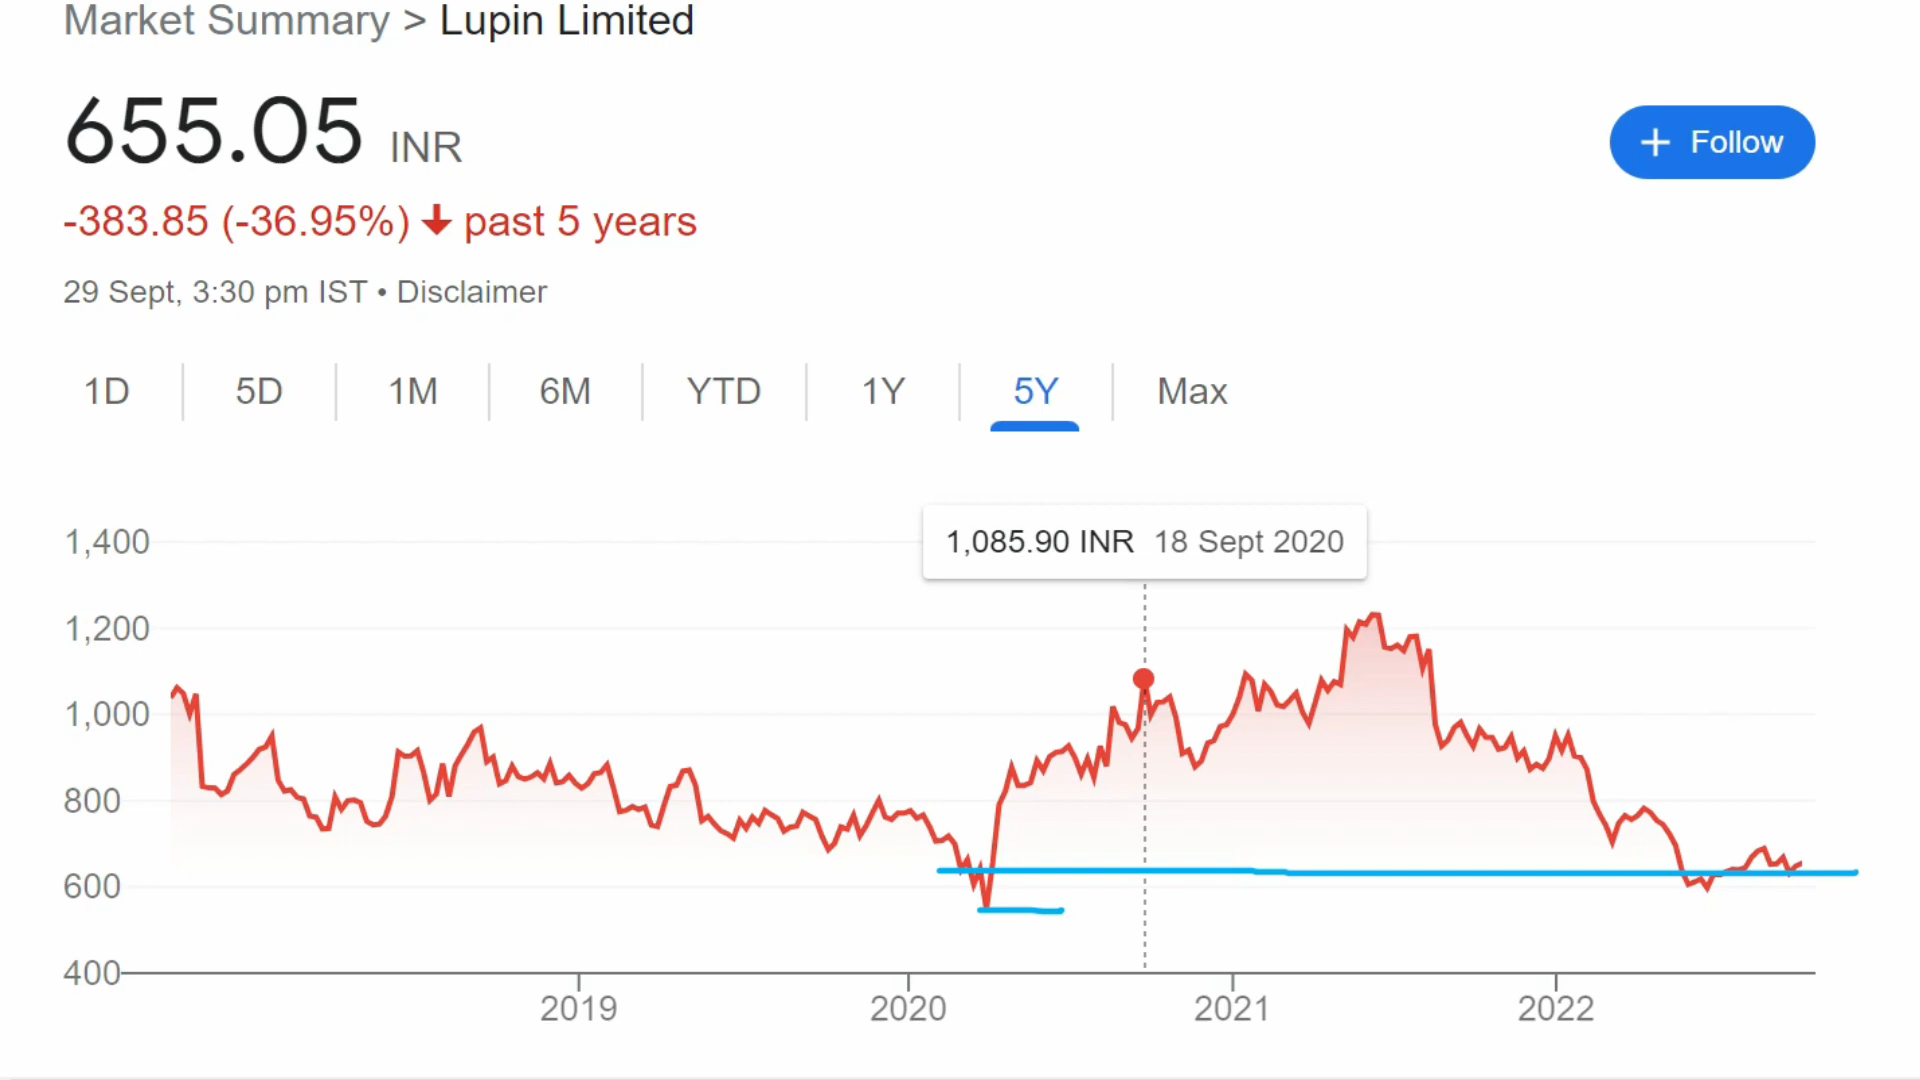 Market Summary > Lupin Limited
655.05 INR
+ Follow
-383.85 (-36.95%) ↓ past 5 years
29 Sept, 3:30 pm IST • Disclaimer
1D 5D 1M 6M YTD 1Y 5Y Max
1,085.90 INR 18 Sept 2020
1,400
1,200
1,000
800
600
400
2019 2020 2021 2022